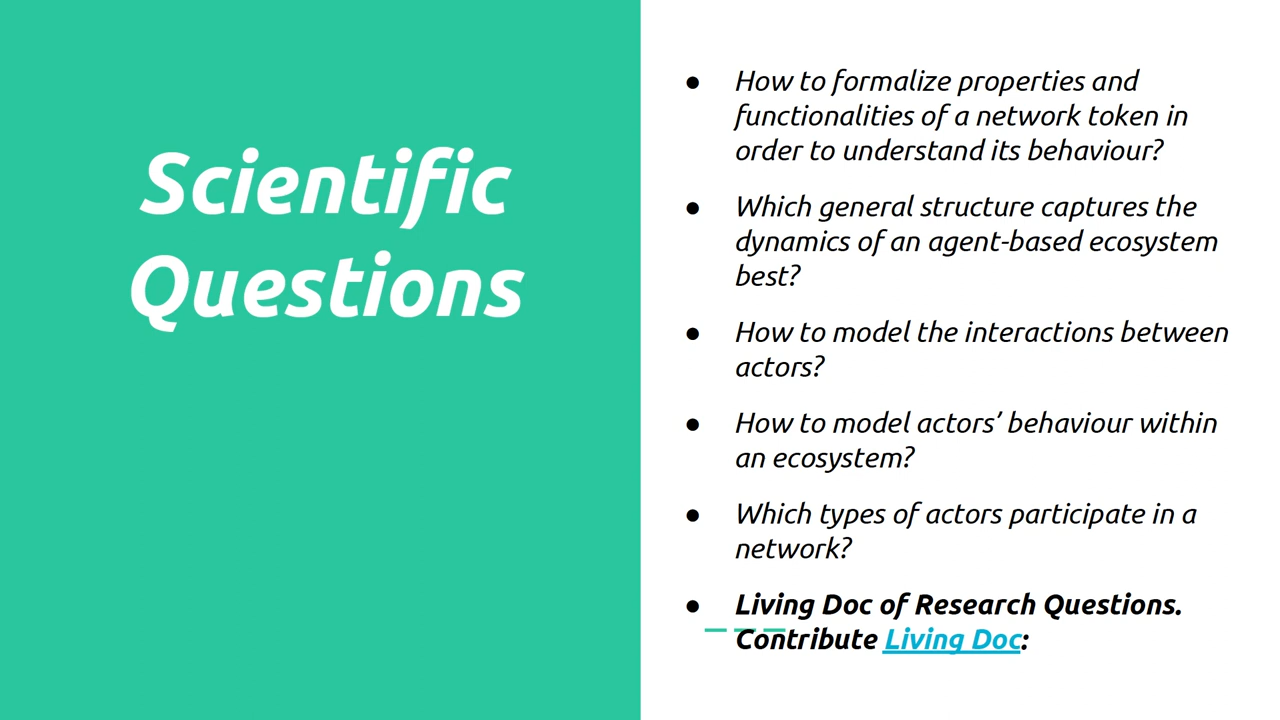 Scientific
Questions
● How to formalize properties and
functionalities of a network token in
order to understand its behaviour?
● Which general structure captures the
dynamics of an agent-based ecosystem
best?
● How to model the interactions between
actors?
● How to model actors’ behaviour within
an ecosystem?
● Which types of actors participate in a
network?
● Living Doc of Research Questions.
Contribute Living Doc: